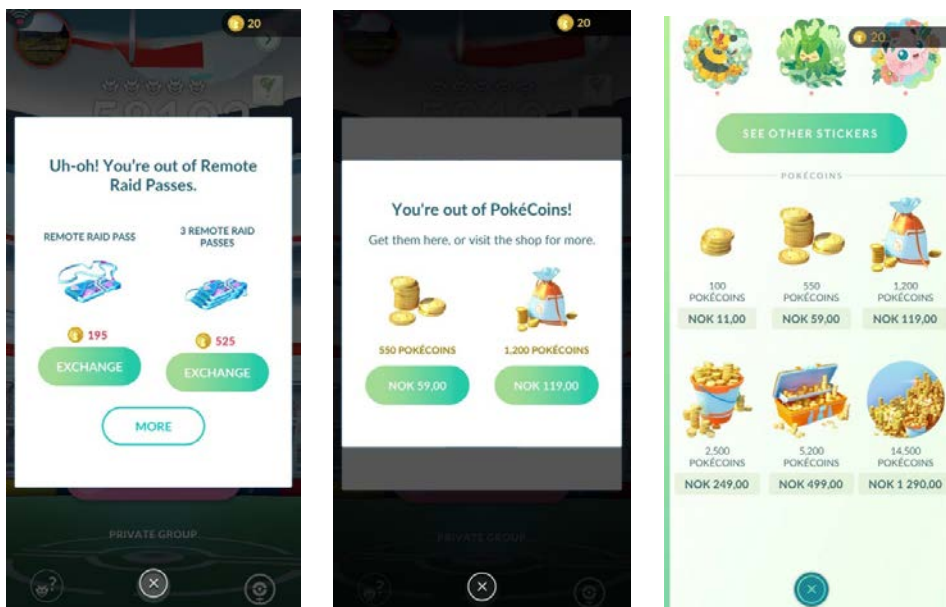 20
Uh-oh! You're out of Remote
Raid Passes.
REMOTE RAID PASS
3 REMOTE RAID
PASSES
195
525
EXCHANGE
EXCHANGE
MORE
PRIVATE GROUP
20
You're out of PokéCoins!
Get them here, or visit the shop for more.
550 POKÉCOINS
1,200 POKÉCOINS
NOK 59,00
NOK 119,00
PRIVATE GROUP
20
SEE OTHER STICKERS
POKÉCOINS
100
POKÉCOINS
550
POKÉCOINS
1,200
POKÉCOINS
NOK 11,00
NOK 59,00
NOK 119,00
2,500
POKÉCOINS
5,200
POKÉCOINS
14,500
POKÉCOINS
NOK 249,00
NOK 499,00
NOK 1 290,00